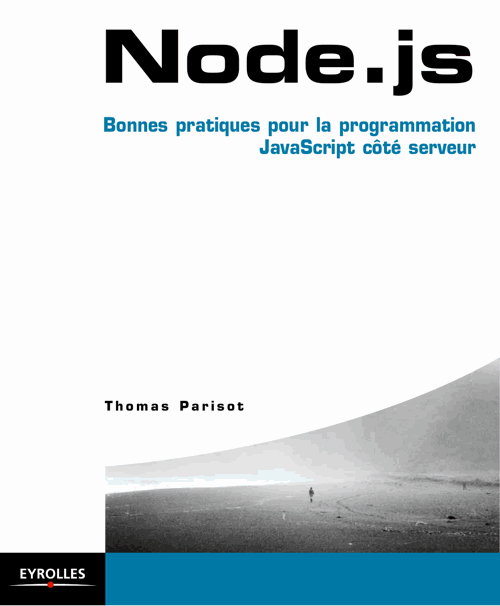 Node.js
Bonnes pratiques pour la programmation
JavaScript côté serveur
Thomas Parisot
EYROLLES